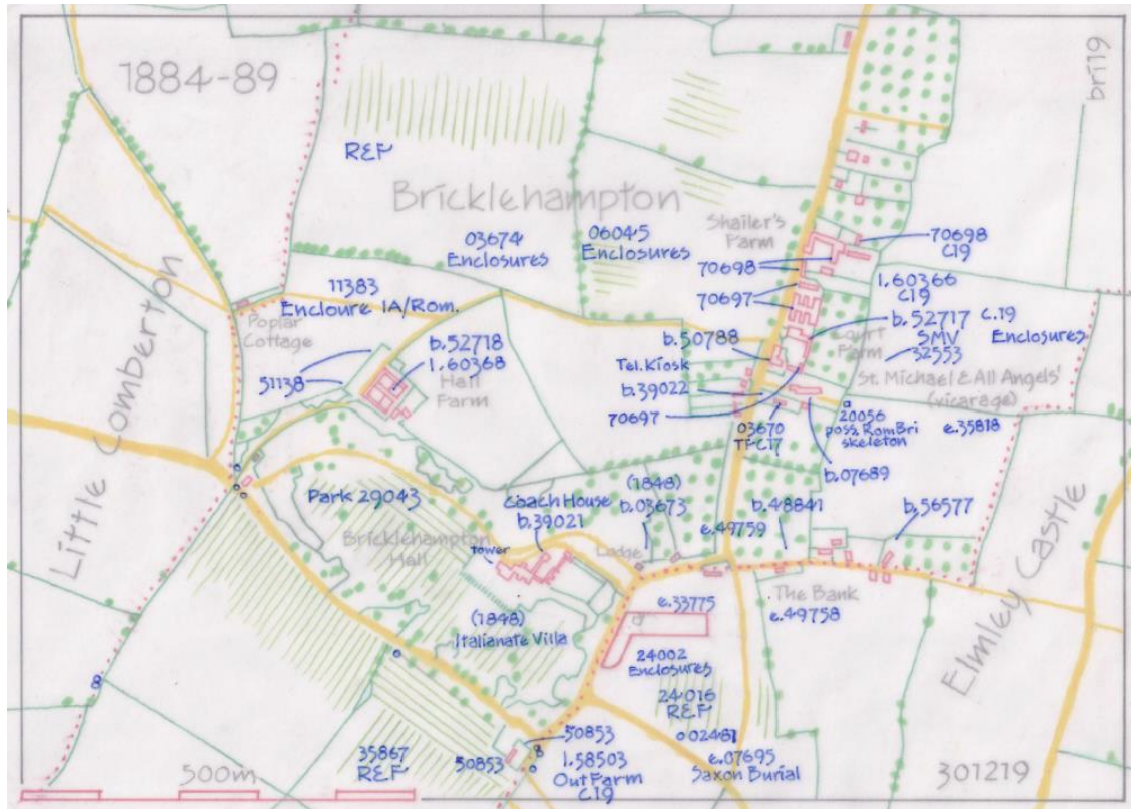 1884-89
bri19
REF
Bricklehampton
Shailer's
Farm
03674
Enclosures
06045
Enclosures
70698
C19
70698
11383
Encloure IA/Rom.
70697
1.60366
C19
b.52717
c.19
Enclosures
SMV
32553
Poplar
Cottage
b.52718
1.60368
b.50788
Court
Farm
51138
Hall
Farm
Tel.Kiosk
b.39022
70697
St. Michael & All Angels'
(vicarage)
03670
TFC17
20056
poss. RomBri
skeleton
e.35818
b.07689
Little Comberton
Park 29043
Coach House
b.39021
(1848)
b.03673
e.49759
b.48841
b.56577
Bricklehampton
Hall
tower
Lodge
The Bank
e.49758
Elmley Castle
e.33775
(1848)
Italianate Villa
24002
Enclosures
24016
REF
02481
e.07695
Saxon Burial
50853
50853
1.58503
OutFarm
C19
35867
REF
500m
301219